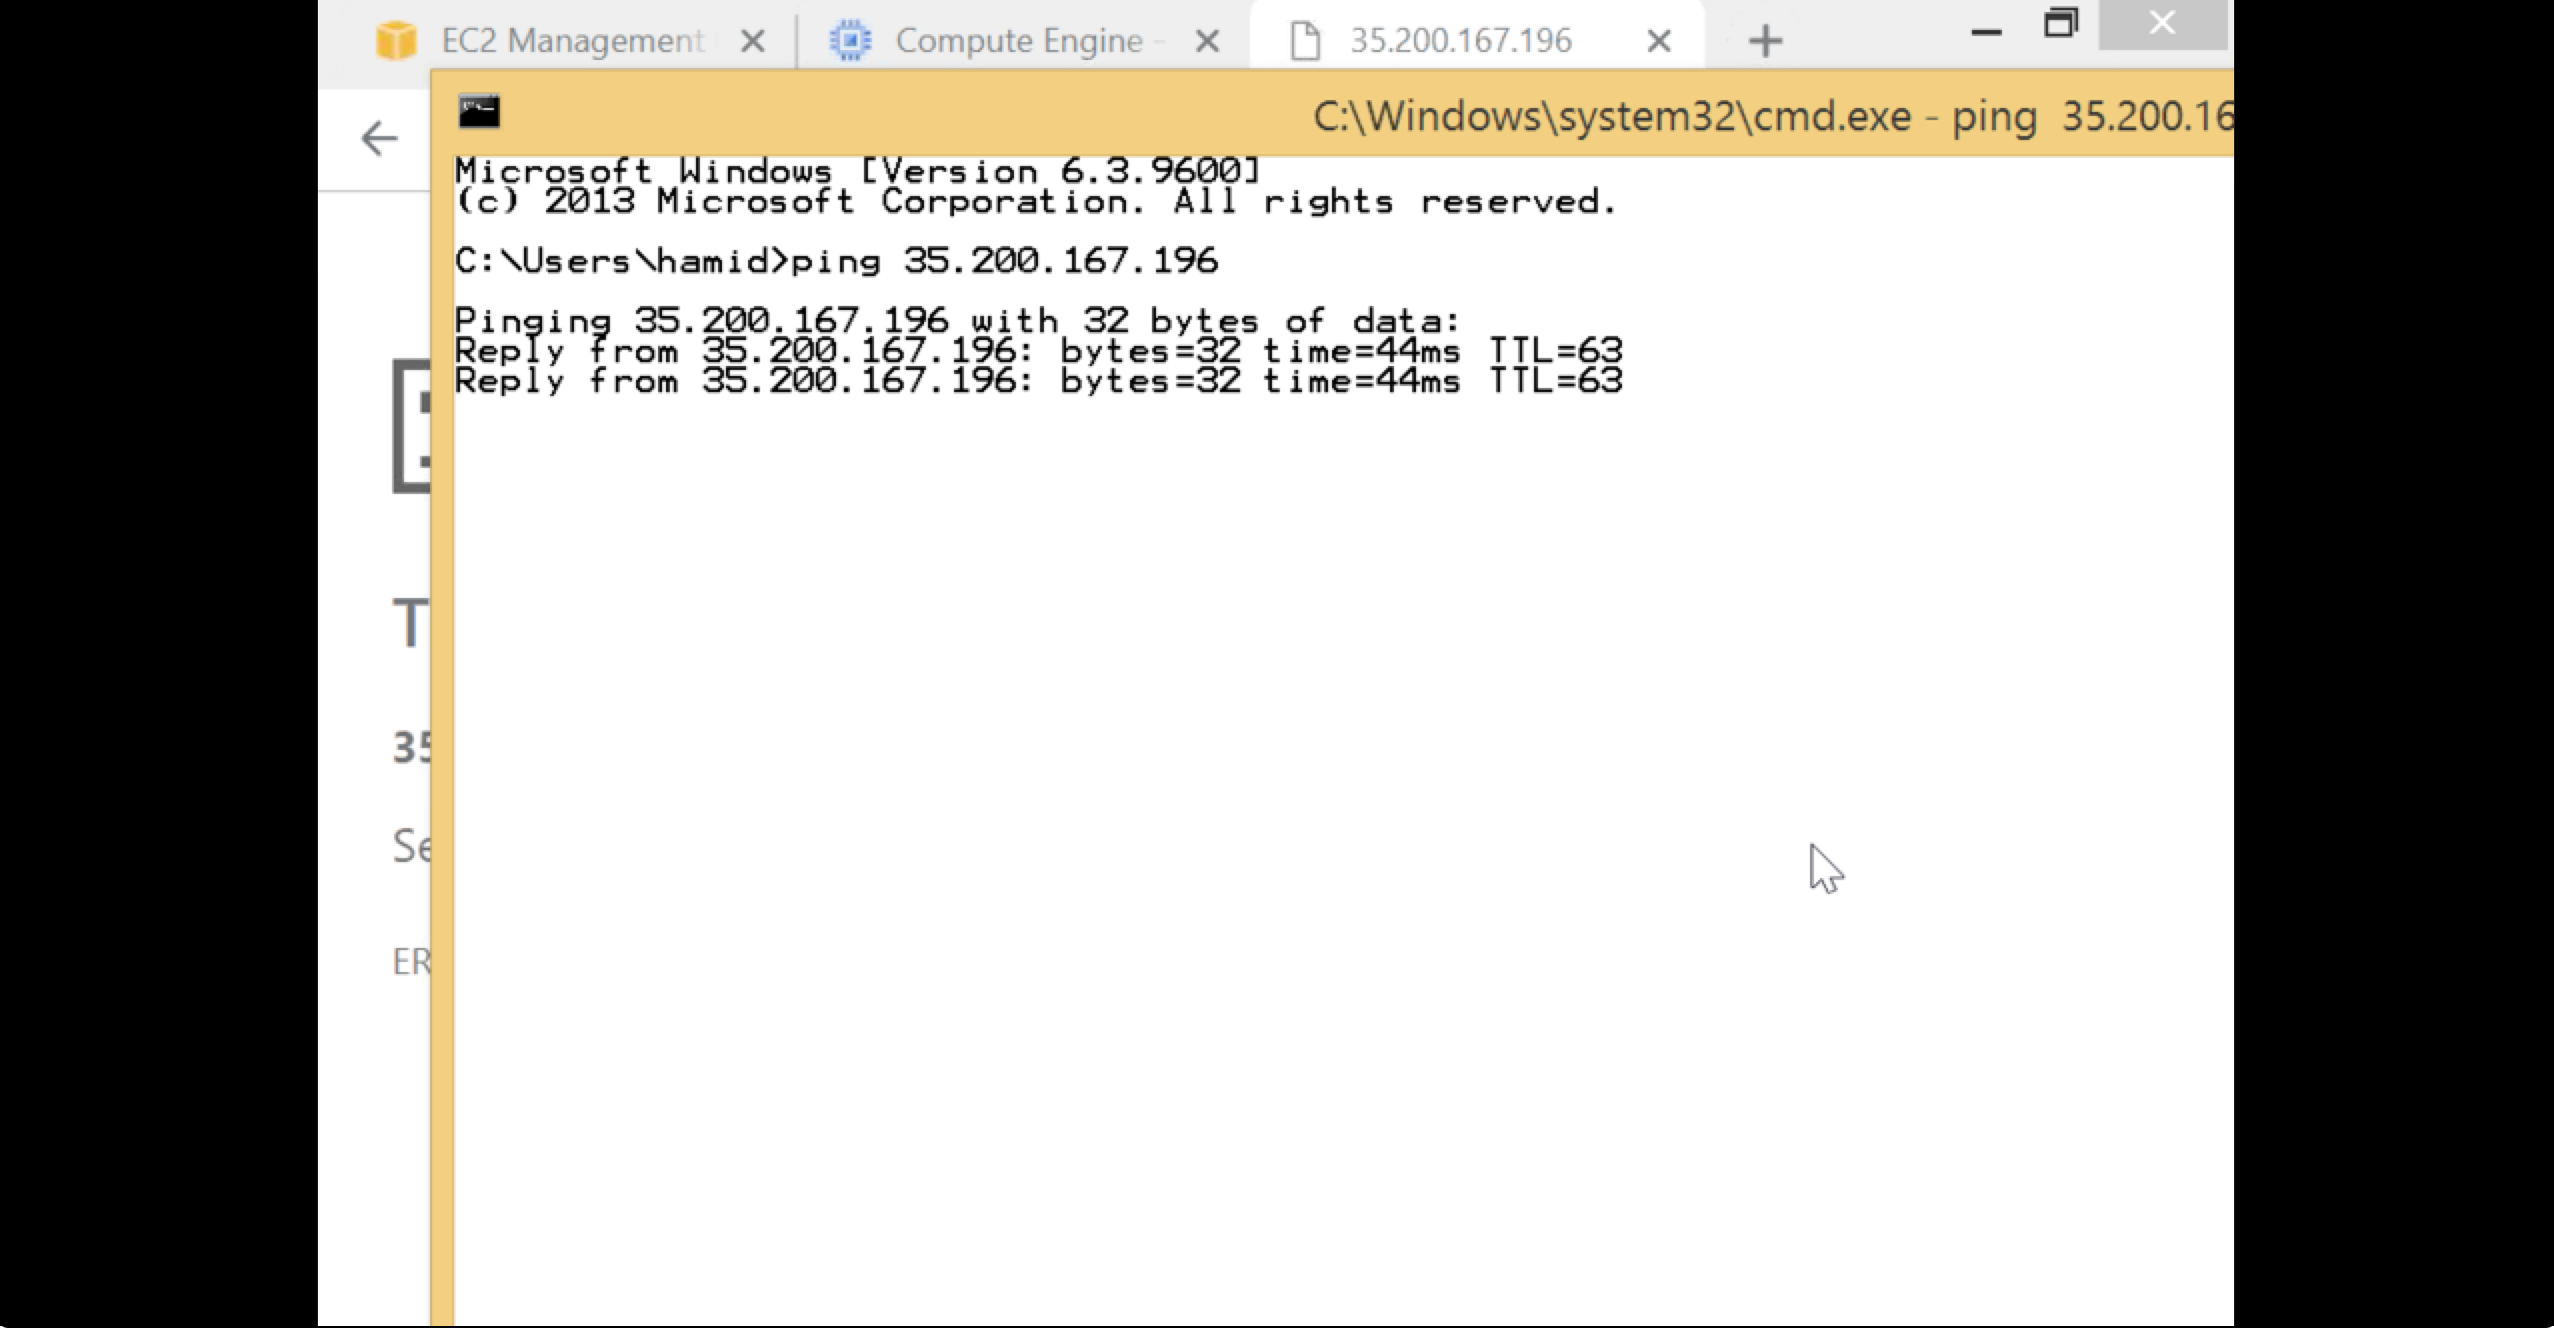 EC2 Management
Compute Engine -
35.200.167.196
C:\Windows\system32\cmd.exe - ping  35.200.16
Microsoft Windows [Version 6.3.9600]
(c) 2013 Microsoft Corporation. All rights reserved.
C:\Users\hamid>ping 35.200.167.196
Pinging 35.200.167.196 with 32 bytes of data:
Reply from 35.200.167.196: bytes=32 time=44ms TTL=63
Reply from 35.200.167.196: bytes=32 time=44ms TTL=63
T
35
Se
ER